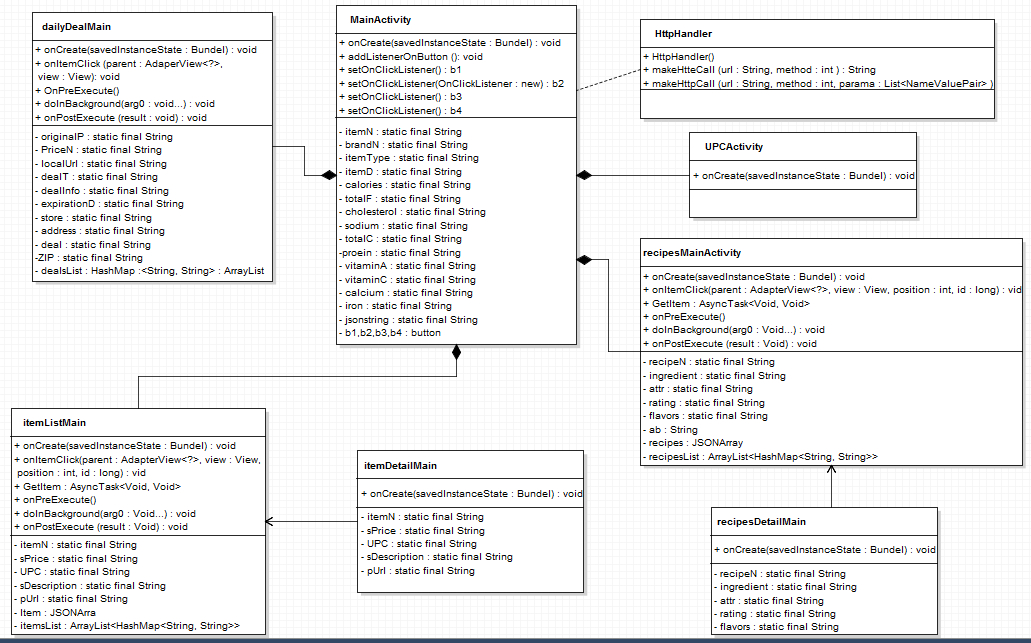 dailyDealMain
+ onCreate(savedInstanceState : Bundel) : void
+ onItemClick (parent : AdaperView<?>,
view : View): void
+ OnPreExecute()
+ doInBackground(arg0 : void...) : void
+ onPostExecute (result : void) : void
- originalP : static final String
- PriceN : static final String
- localUrl : static final String
- dealT : static final String
- dealInfo : static final String
- expirationD : static final String
- store : static final String
- address : static final String
- deal : static final String
-ZIP : static final String
- dealsList : HashMap :<String, String> : ArrayList
MainActivity
+ onCreate(savedInstanceState : Bundel) : void
+ addListenerOnButton (): void
+ setOnClickListener() : b1
+ setOnClickListener(OnClickListener : new) : b2
+ setOnClickListener() : b3
+ setOnClickListener() : b4
- itemN : static final String
- brandN : static final String
- itemType : static final String
- itemD : static final String
- calories : static final String
- totalF : static final String
- cholesterol : static final String
- sodium : static final String
- totalC : static final String
-proein : static final String
- vitaminA : static final String
- vitaminC : static final String
- calcium : static final String
- iron : static final String
- jsonstring : static final String
- b1,b2,b3,b4 : button
HttpHandler
+ HttpHandler()
+ makeHtteCall (url : String, method : int ) : String
+ makeHttpCall (url : String, method : int, parama : List<NameValuePair> )
UPCActivity
+ onCreate(savedInstanceState : Bundel) : void
recipesMainActivity
+ onCreate(savedInstanceState : Bundel) : void
+ onItemClick(parent : AdapterView<?>, view : View, position : int, id : long) : vid
+ GetItem : AsyncTask<Void, Void>
+ onPreExecute()
+ doInBackground(arg0 : Void...) : void
+ onPostExecute (result : Void) : void
- recipeN : static final String
- ingredient : static final String
- attr : static final String
- rating : static final String
- flavors : static final String
- ab : String
- recipes : JSONArray
- recipesList : ArrayList<HashMap<String, String>>
itemListMain
+ onCreate(savedInstanceState : Bundel) : void
+ onItemClick(parent : AdapterView<?>, view : View,
position : int, id : long) : vid
+ GetItem : AsyncTask<Void, Void>
+ onPreExecute()
+ doInBackground(arg0 : Void...) : void
+ onPostExecute (result : Void) : void
- itemN : static final String
- sPrice : static final String
- UPC : static final String
- sDescription : static final String
- pUrl : static final String
- Item : JSONArra
- itemsList : ArrayList<HashMap<String, String>>
itemDetailMain
+ onCreate(savedInstanceState : Bundel) : void
- itemN : static final String
- sPrice : static final String
- UPC : static final String
- sDescription : static final String
- pUrl : static final String
recipesDetailMain
+ onCreate(savedInstanceState : Bundel) : void
- recipeN : static final String
- ingredient : static final String
- attr : static final String
- rating : static final String
- flavors : static final String